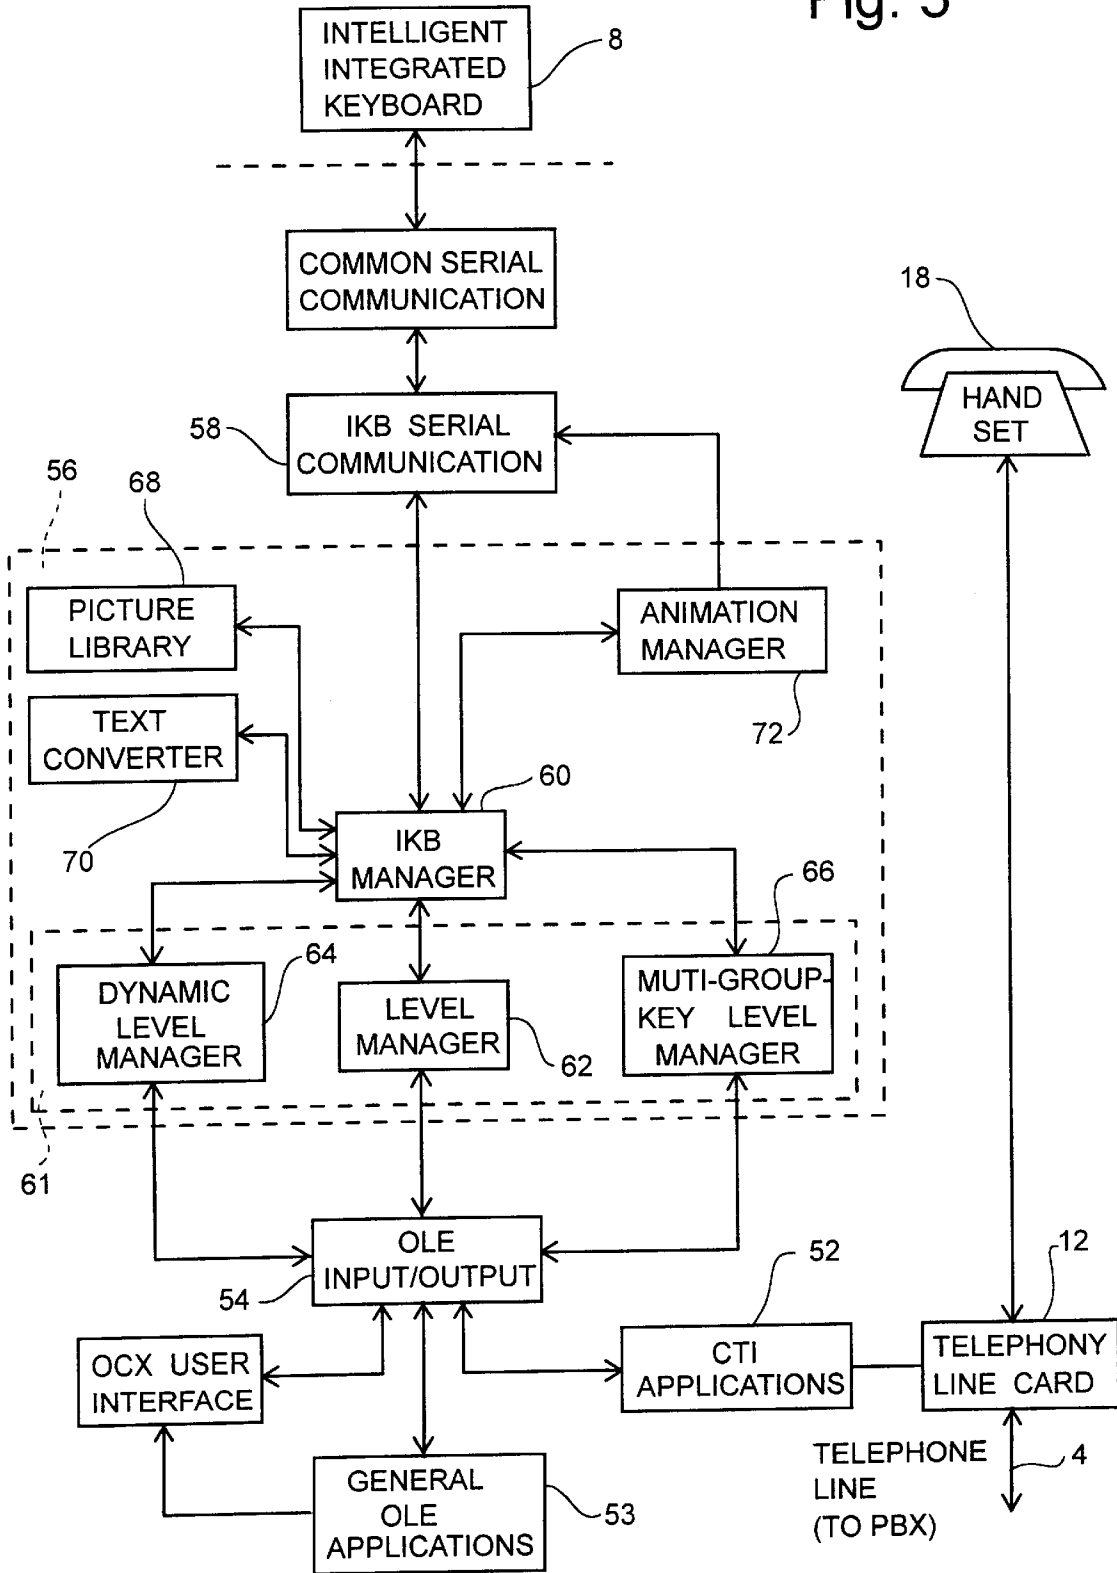 Fig. 3
INTELLIGENT
INTEGRATED
KEYBOARD
8
COMMON SERIAL
COMMUNICATION
18
HAND
SET
58
IKB SERIAL
COMMUNICATION
56
68
PICTURE
LIBRARY
ANIMATION
MANAGER
72
TEXT
CONVERTER
70
60
IKB
MANAGER
66
64
DYNAMIC
LEVEL
MANAGER
LEVEL
MANAGER
62
MUTI-GROUP-
KEY LEVEL
MANAGER
61
OLE
INPUT/OUTPUT
54
52
12
OCX USER
INTERFACE
CTI
APPLICATIONS
TELEPHONY
LINE CARD
GENERAL
OLE
APPLICATIONS
53
TELEPHONE
LINE
(TO PBX)
4